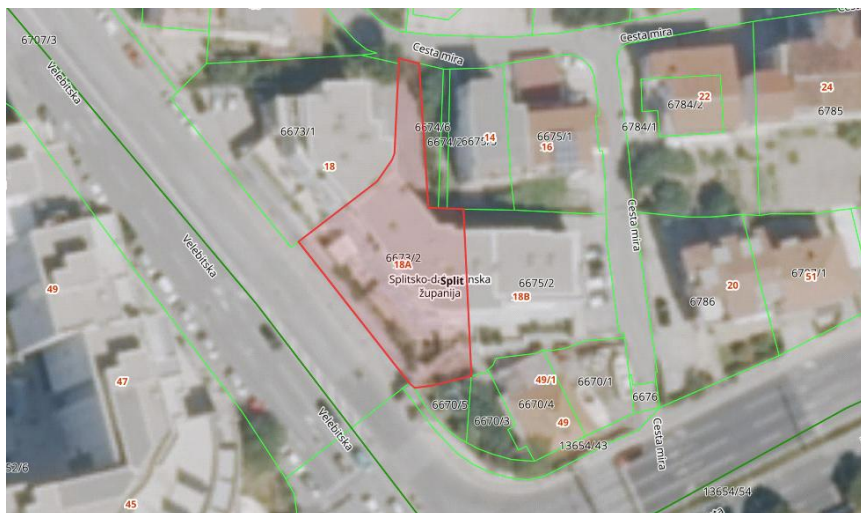 6707/3
Velebitska
Cesta mira
Cesta mira
22
6784/2
24
6785
6673/1
6674/6
6674/2
14
6675/1
16
6784/1
18
Velebitska
Cesta mira
6673/2
18A
Split
županija
6675/2
18B
49
20
6786
51
47
49/1
6670/1
6670/5
6670/4
6670/3
49
6676
13654/43
Velebitska
Cesta mira
13654/54
45